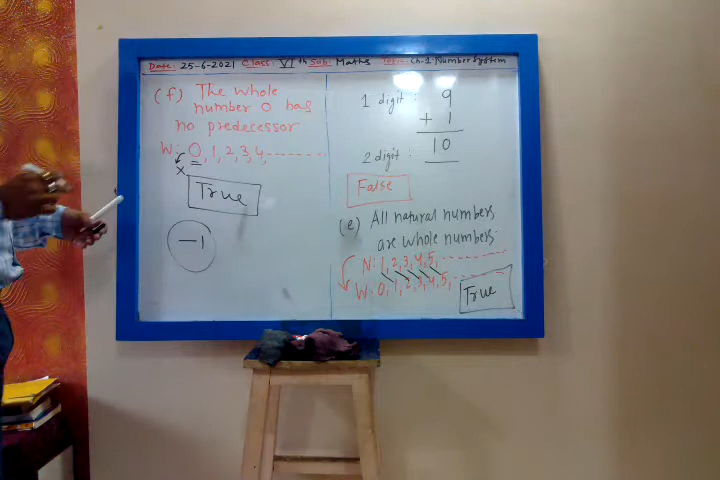 Date: 25-6-2021 Class: VIth Sub: Maths Topic: Ch-1 Number System
(f) The whole
number 0 has
no predecessor
W: 0, 1, 2, 3, 4, ........
x
True
-1
1 digit : 9
+ 1
2 digit : 10
False
(e) All natural numbers
are whole numbers.
N: 1, 2, 3, 4, 5, ........
W: 0, 1, 2, 3, 4, 5, ........
True